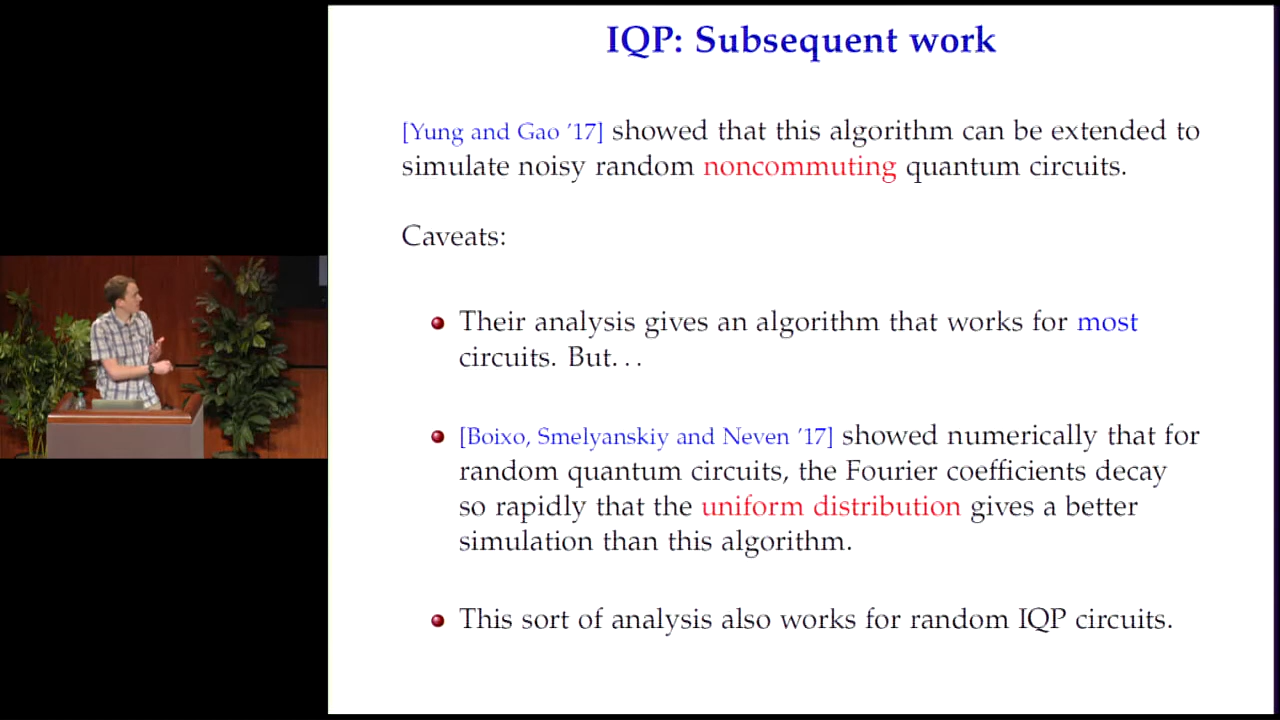 IQP: Subsequent work
[Yung and Gao ’17] showed that this algorithm can be extended to
simulate noisy random noncommuting quantum circuits.
Caveats:
Their analysis gives an algorithm that works for most
circuits. But. . .
[Boixo, Smelyanskiy and Neven ’17] showed numerically that for
random quantum circuits, the Fourier coefficients decay
so rapidly that the uniform distribution gives a better
simulation than this algorithm.
This sort of analysis also works for random IQP circuits.